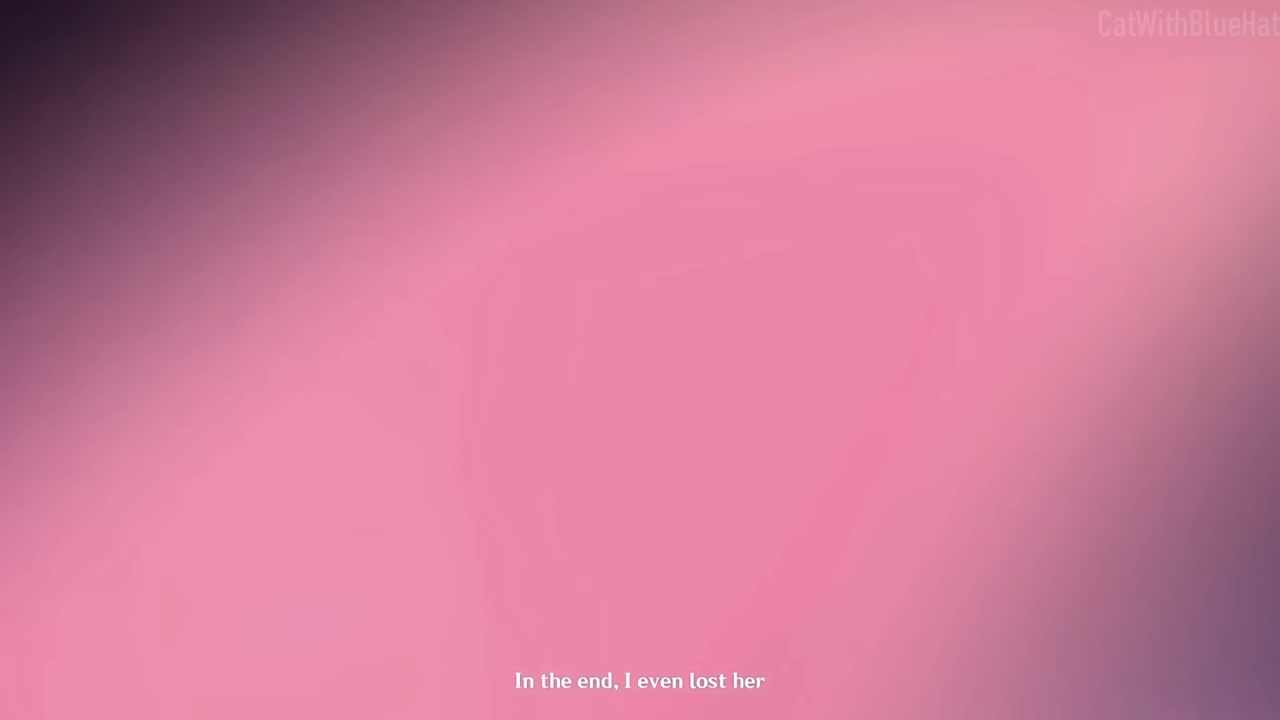 CatWithBlueHat
In the end, I even lost her